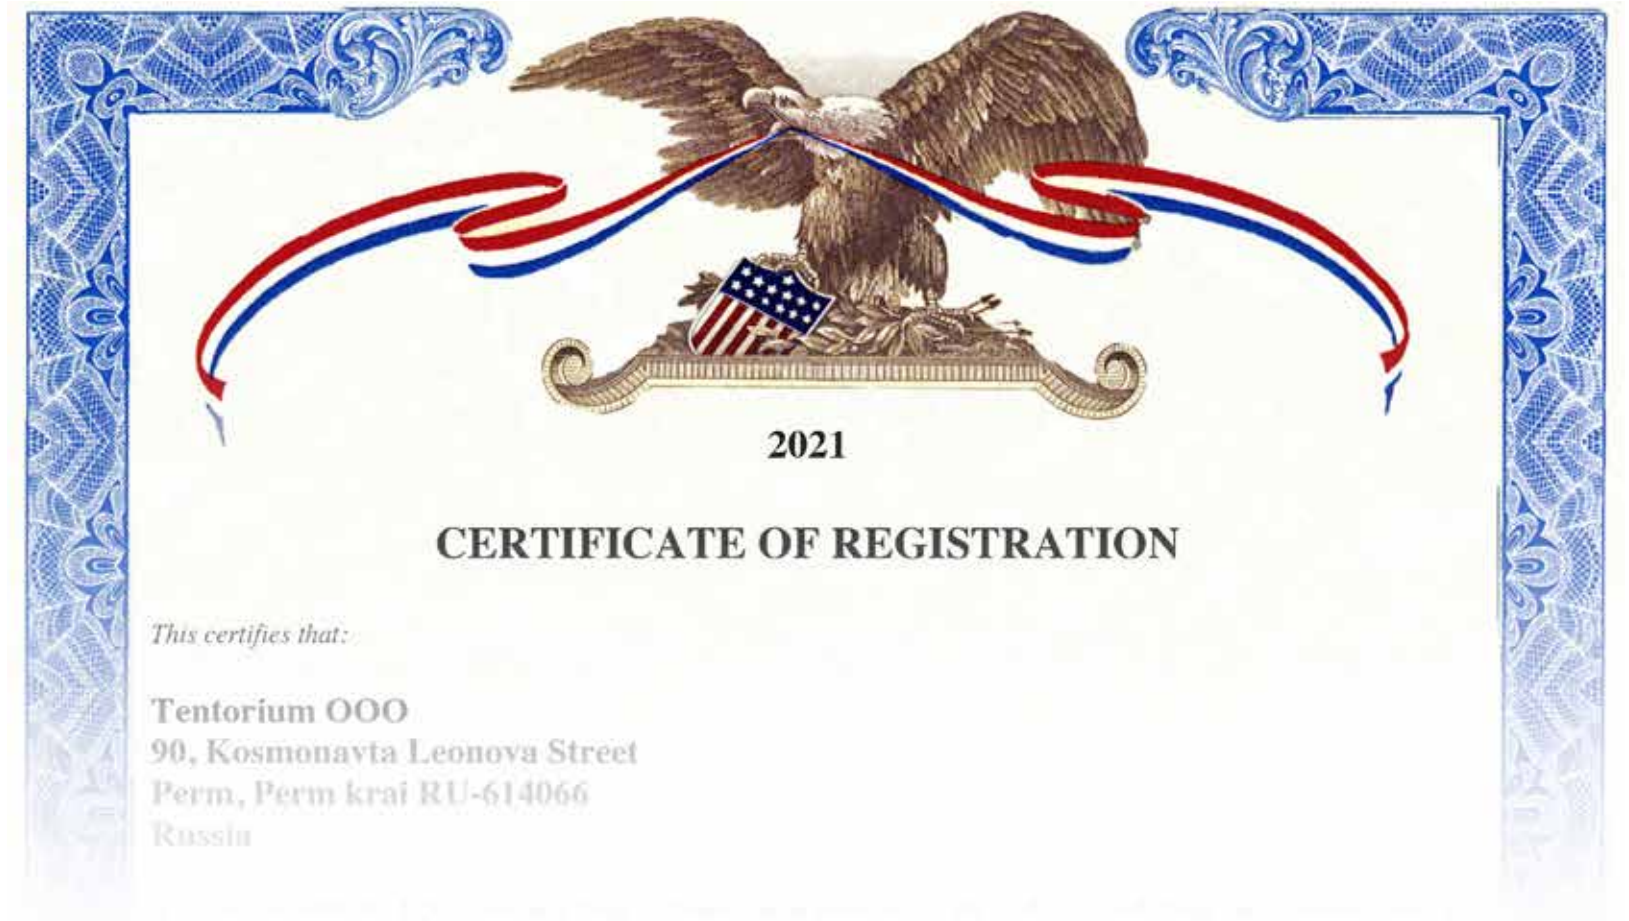 2021
CERTIFICATE OF REGISTRATION
This certifies that:
Tentorium OOO
90, Kosmonavta Leonova Street
Perm, Perm krai RU-614066
Russia